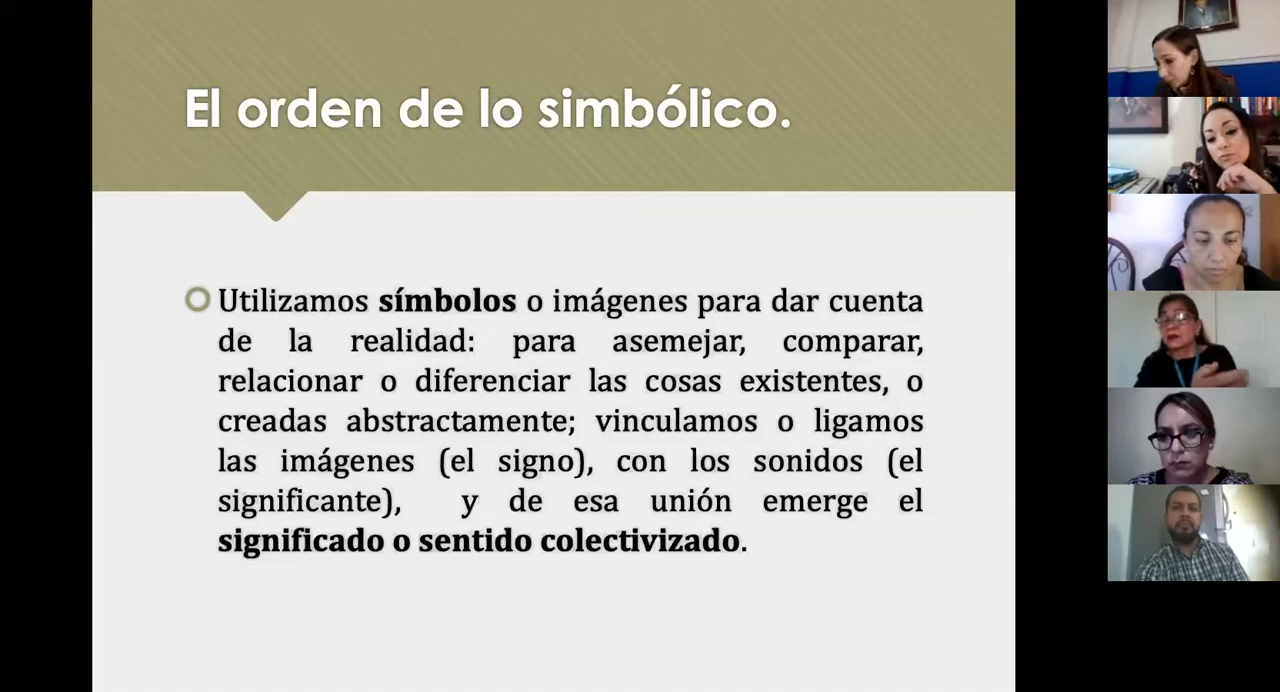 El orden de lo simbólico.
Utilizamos símbolos o imágenes para dar cuenta
de la realidad: para asemejar, comparar,
relacionar o diferenciar las cosas existentes, o
creadas abstractamente; vinculamos o ligamos
las imágenes (el signo), con los sonidos (el
significante), y de esa unión emerge el
significado o sentido colectivizado.